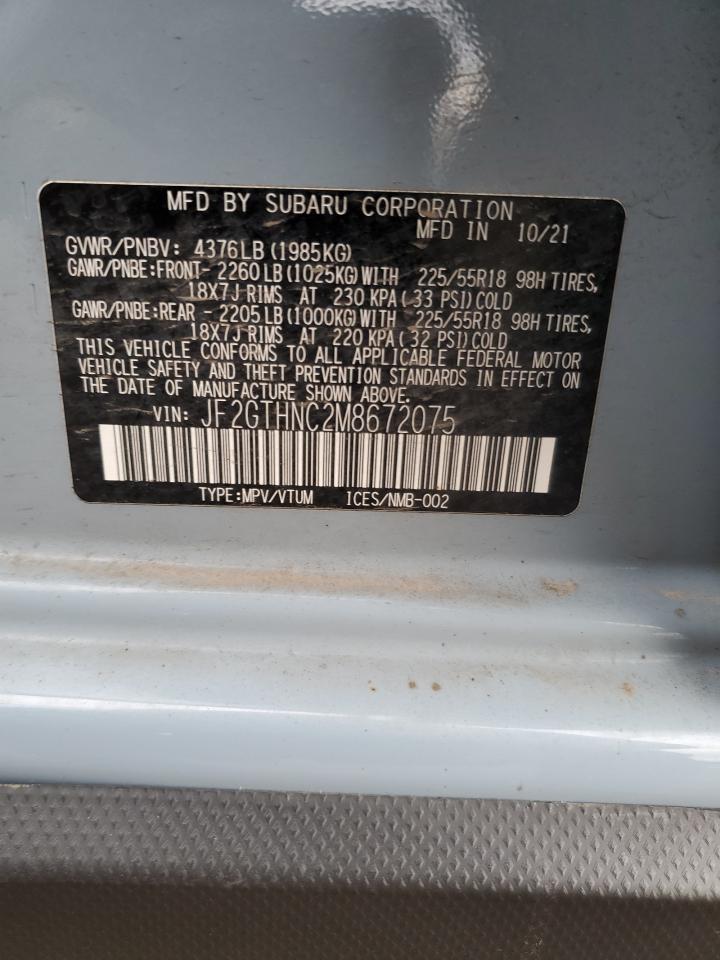 MFD BY SUBARU CORPORATION
MFD IN 10/21
GVWR/PNBV: 4376LB (1985KG)
GAWR/PNBE:FRONT- 2260LB (1025KG) WITH 225/55R18 98H TIRES,
18X7J RIMS AT 230 KPA (33 PSI) COLD
GAWR/PNBE:REAR - 2205LB (1000KG) WITH 225/55R18 98H TIRES,
18X7J RIMS AT 220 KPA (32 PSI) COLD
THIS VEHICLE CONFORMS TO ALL APPLICABLE FEDERAL MOTOR
VEHICLE SAFETY AND THEFT PREVENTION STANDARDS IN EFFECT ON
THE DATE OF MANUFACTURE SHOWN ABOVE.
VIN: JF2GTHNC2M8672075
TYPE:MPV/VTUM ICES/NMB-002